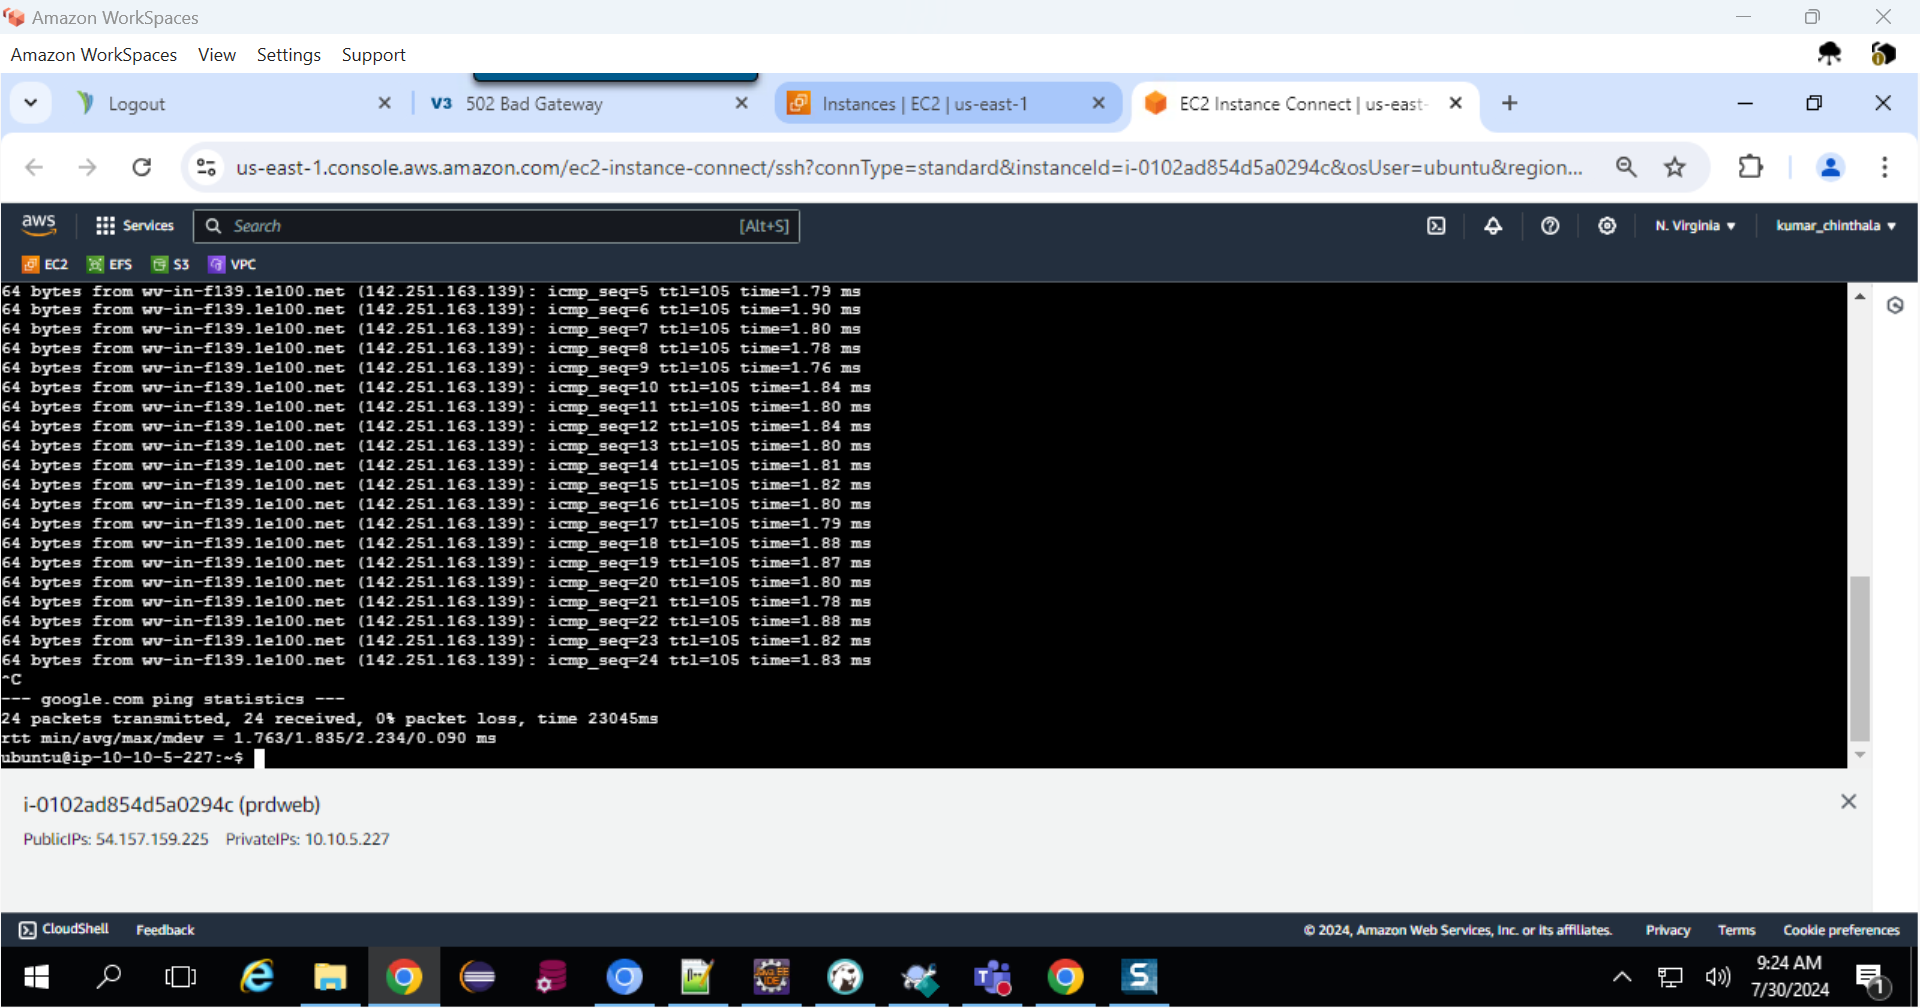 Amazon WorkSpaces
Amazon WorkSpaces View Settings Support
Logout
V3 502 Bad Gateway
Instances | EC2 | us-east-1
EC2 Instance Connect | us-east-
us-east-1.console.aws.amazon.com/ec2-instance-connect/ssh?connType=standard&instanceId=i-0102ad854d5a0294c&osUser=ubuntu&region...
aws Services Search [Alt+S] N. Virginia kumar_chinthala
EC2 EFS S3 VPC
64 bytes from wv-in-f139.1e100.net (142.251.163.139): icmp_seq=5 ttl=105 time=1.79 ms
64 bytes from wv-in-f139.1e100.net (142.251.163.139): icmp_seq=6 ttl=105 time=1.90 ms
64 bytes from wv-in-f139.1e100.net (142.251.163.139): icmp_seq=7 ttl=105 time=1.80 ms
64 bytes from wv-in-f139.1e100.net (142.251.163.139): icmp_seq=8 ttl=105 time=1.78 ms
64 bytes from wv-in-f139.1e100.net (142.251.163.139): icmp_seq=9 ttl=105 time=1.76 ms
64 bytes from wv-in-f139.1e100.net (142.251.163.139): icmp_seq=10 ttl=105 time=1.84 ms
64 bytes from wv-in-f139.1e100.net (142.251.163.139): icmp_seq=11 ttl=105 time=1.80 ms
64 bytes from wv-in-f139.1e100.net (142.251.163.139): icmp_seq=12 ttl=105 time=1.84 ms
64 bytes from wv-in-f139.1e100.net (142.251.163.139): icmp_seq=13 ttl=105 time=1.80 ms
64 bytes from wv-in-f139.1e100.net (142.251.163.139): icmp_seq=14 ttl=105 time=1.81 ms
64 bytes from wv-in-f139.1e100.net (142.251.163.139): icmp_seq=15 ttl=105 time=1.82 ms
64 bytes from wv-in-f139.1e100.net (142.251.163.139): icmp_seq=16 ttl=105 time=1.80 ms
64 bytes from wv-in-f139.1e100.net (142.251.163.139): icmp_seq=17 ttl=105 time=1.79 ms
64 bytes from wv-in-f139.1e100.net (142.251.163.139): icmp_seq=18 ttl=105 time=1.88 ms
64 bytes from wv-in-f139.1e100.net (142.251.163.139): icmp_seq=19 ttl=105 time=1.87 ms
64 bytes from wv-in-f139.1e100.net (142.251.163.139): icmp_seq=20 ttl=105 time=1.80 ms
64 bytes from wv-in-f139.1e100.net (142.251.163.139): icmp_seq=21 ttl=105 time=1.78 ms
64 bytes from wv-in-f139.1e100.net (142.251.163.139): icmp_seq=22 ttl=105 time=1.88 ms
64 bytes from wv-in-f139.1e100.net (142.251.163.139): icmp_seq=23 ttl=105 time=1.82 ms
64 bytes from wv-in-f139.1e100.net (142.251.163.139): icmp_seq=24 ttl=105 time=1.83 ms
^C
--- google.com ping statistics ---
24 packets transmitted, 24 received, 0% packet loss, time 23045ms
rtt min/avg/max/mdev = 1.763/1.835/2.234/0.090 ms
ubuntu@ip-10-10-5-227:~$
i-0102ad854d5a0294c (prdweb)
PublicIPs: 54.157.159.225 PrivateIPs: 10.10.5.227
CloudShell Feedback © 2024, Amazon Web Services, Inc. or its affiliates. Privacy Terms Cookie preferences
9:24 AM
7/30/2024
1